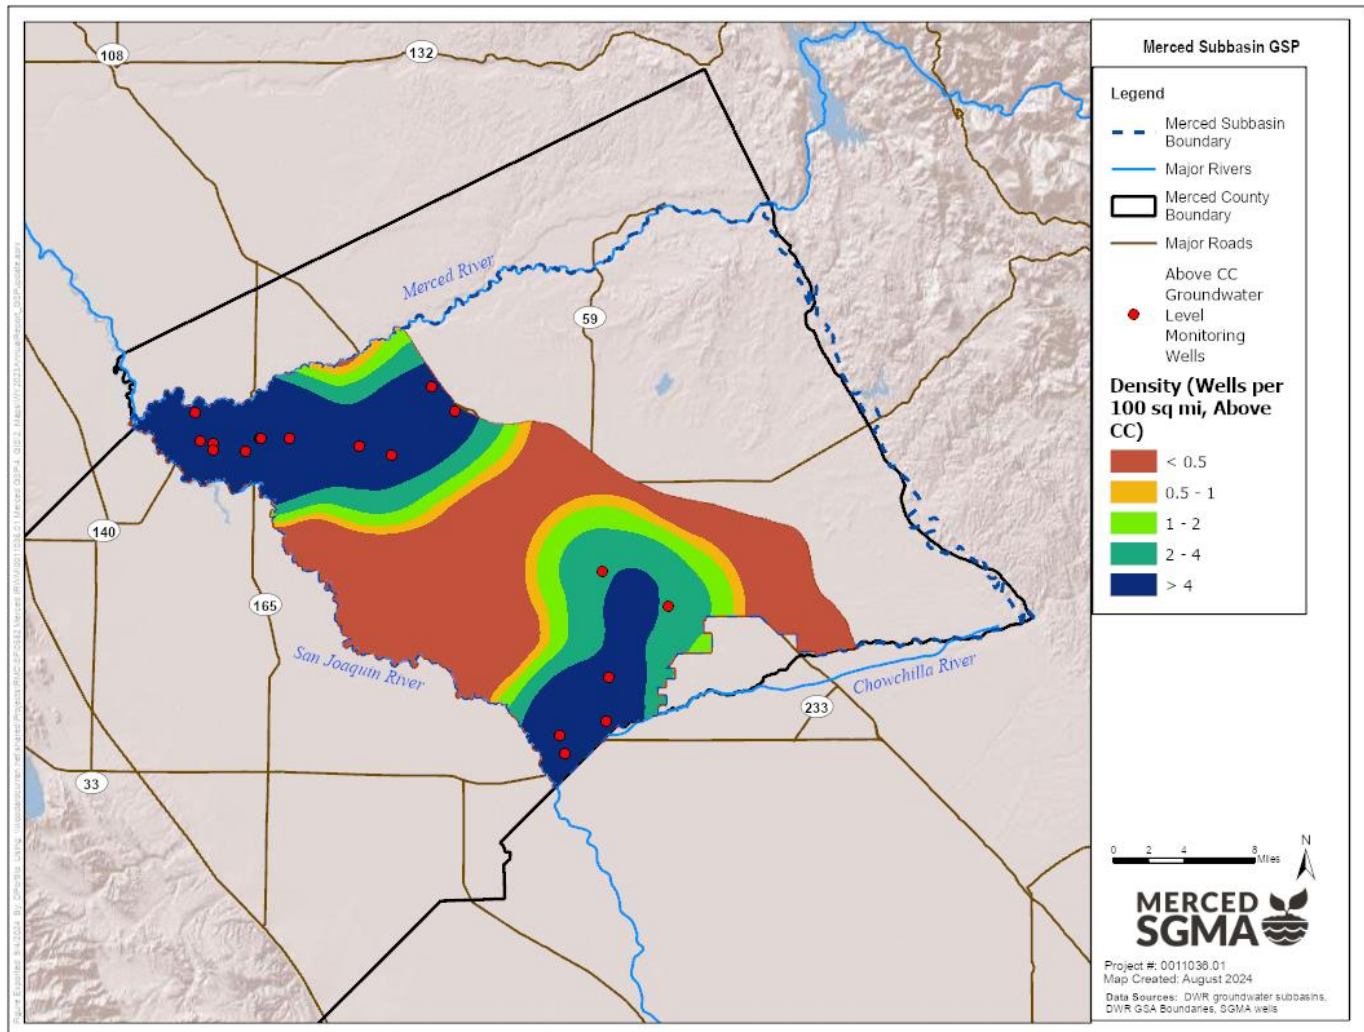 Merced Subbasin GSP
Legend
Merced Subbasin
Boundary
Major Rivers
Merced County
Boundary
Major Roads
Above CC
Groundwater
Level
Monitoring
Wells
Density (Wells per
100 sq mi, Above
CC)
< 0.5
0.5 - 1
1 - 2
2 - 4
> 4
0 2 4 8
Miles
N
MERCED
SGMA
Project #: 0011036.01
Map Created: August 2024
Data Sources: DWR groundwater subbasins,
DWR GSA Boundaries, SGMA wells
108
132
Merced River
59
140
165
San Joaquin River
Chowchilla River
233
33